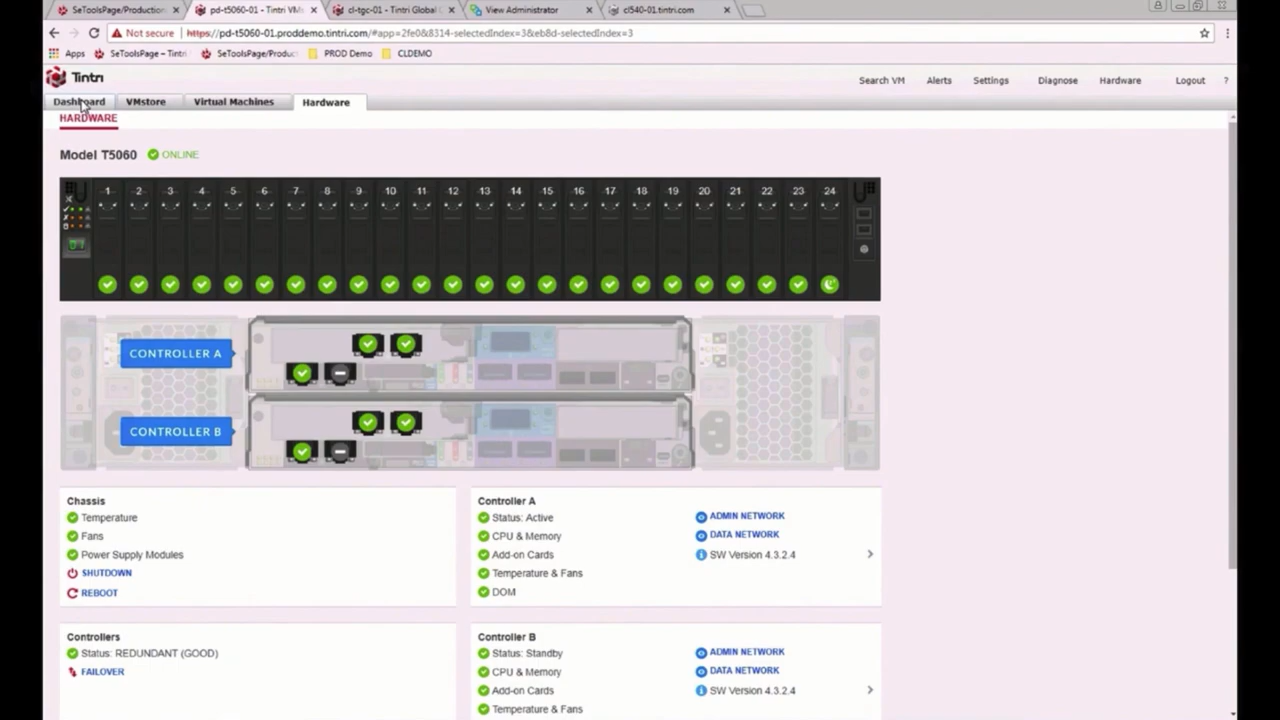 SeToolsPage/Production pd-t5060-01 - Tintri VM cl-tgc-01 - Tintri Global View Administrator cl540-01.tintri.com
Not secure https://pd-t5060-01.proddemo.tintri.com/#app=2fe0&8314-selectedIndex=3&eb8d-selectedIndex=3
Apps SeToolsPage – Tintri SeToolsPage/Produc PROD Demo CLDEMO
Tintri Search VM Alerts Settings Diagnose Hardware Logout ?
Dashboard VMstore Virtual Machines Hardware
HARDWARE
Model T5060 ONLINE
1 2 3 4 5 6 7 8 9 10 11 12 13 14 15 16 17 18 19 20 21 22 23 24
CONTROLLER A
CONTROLLER B
Chassis
Temperature
Fans
Power Supply Modules
SHUTDOWN
REBOOT
Controller A
Status: Active
CPU & Memory
Add-on Cards
Temperature & Fans
DOM
ADMIN NETWORK
DATA NETWORK
SW Version 4.3.2.4
Controllers
Status: REDUNDANT (GOOD)
FAILOVER
Controller B
Status: Standby
CPU & Memory
Add-on Cards
Temperature & Fans
ADMIN NETWORK
DATA NETWORK
SW Version 4.3.2.4